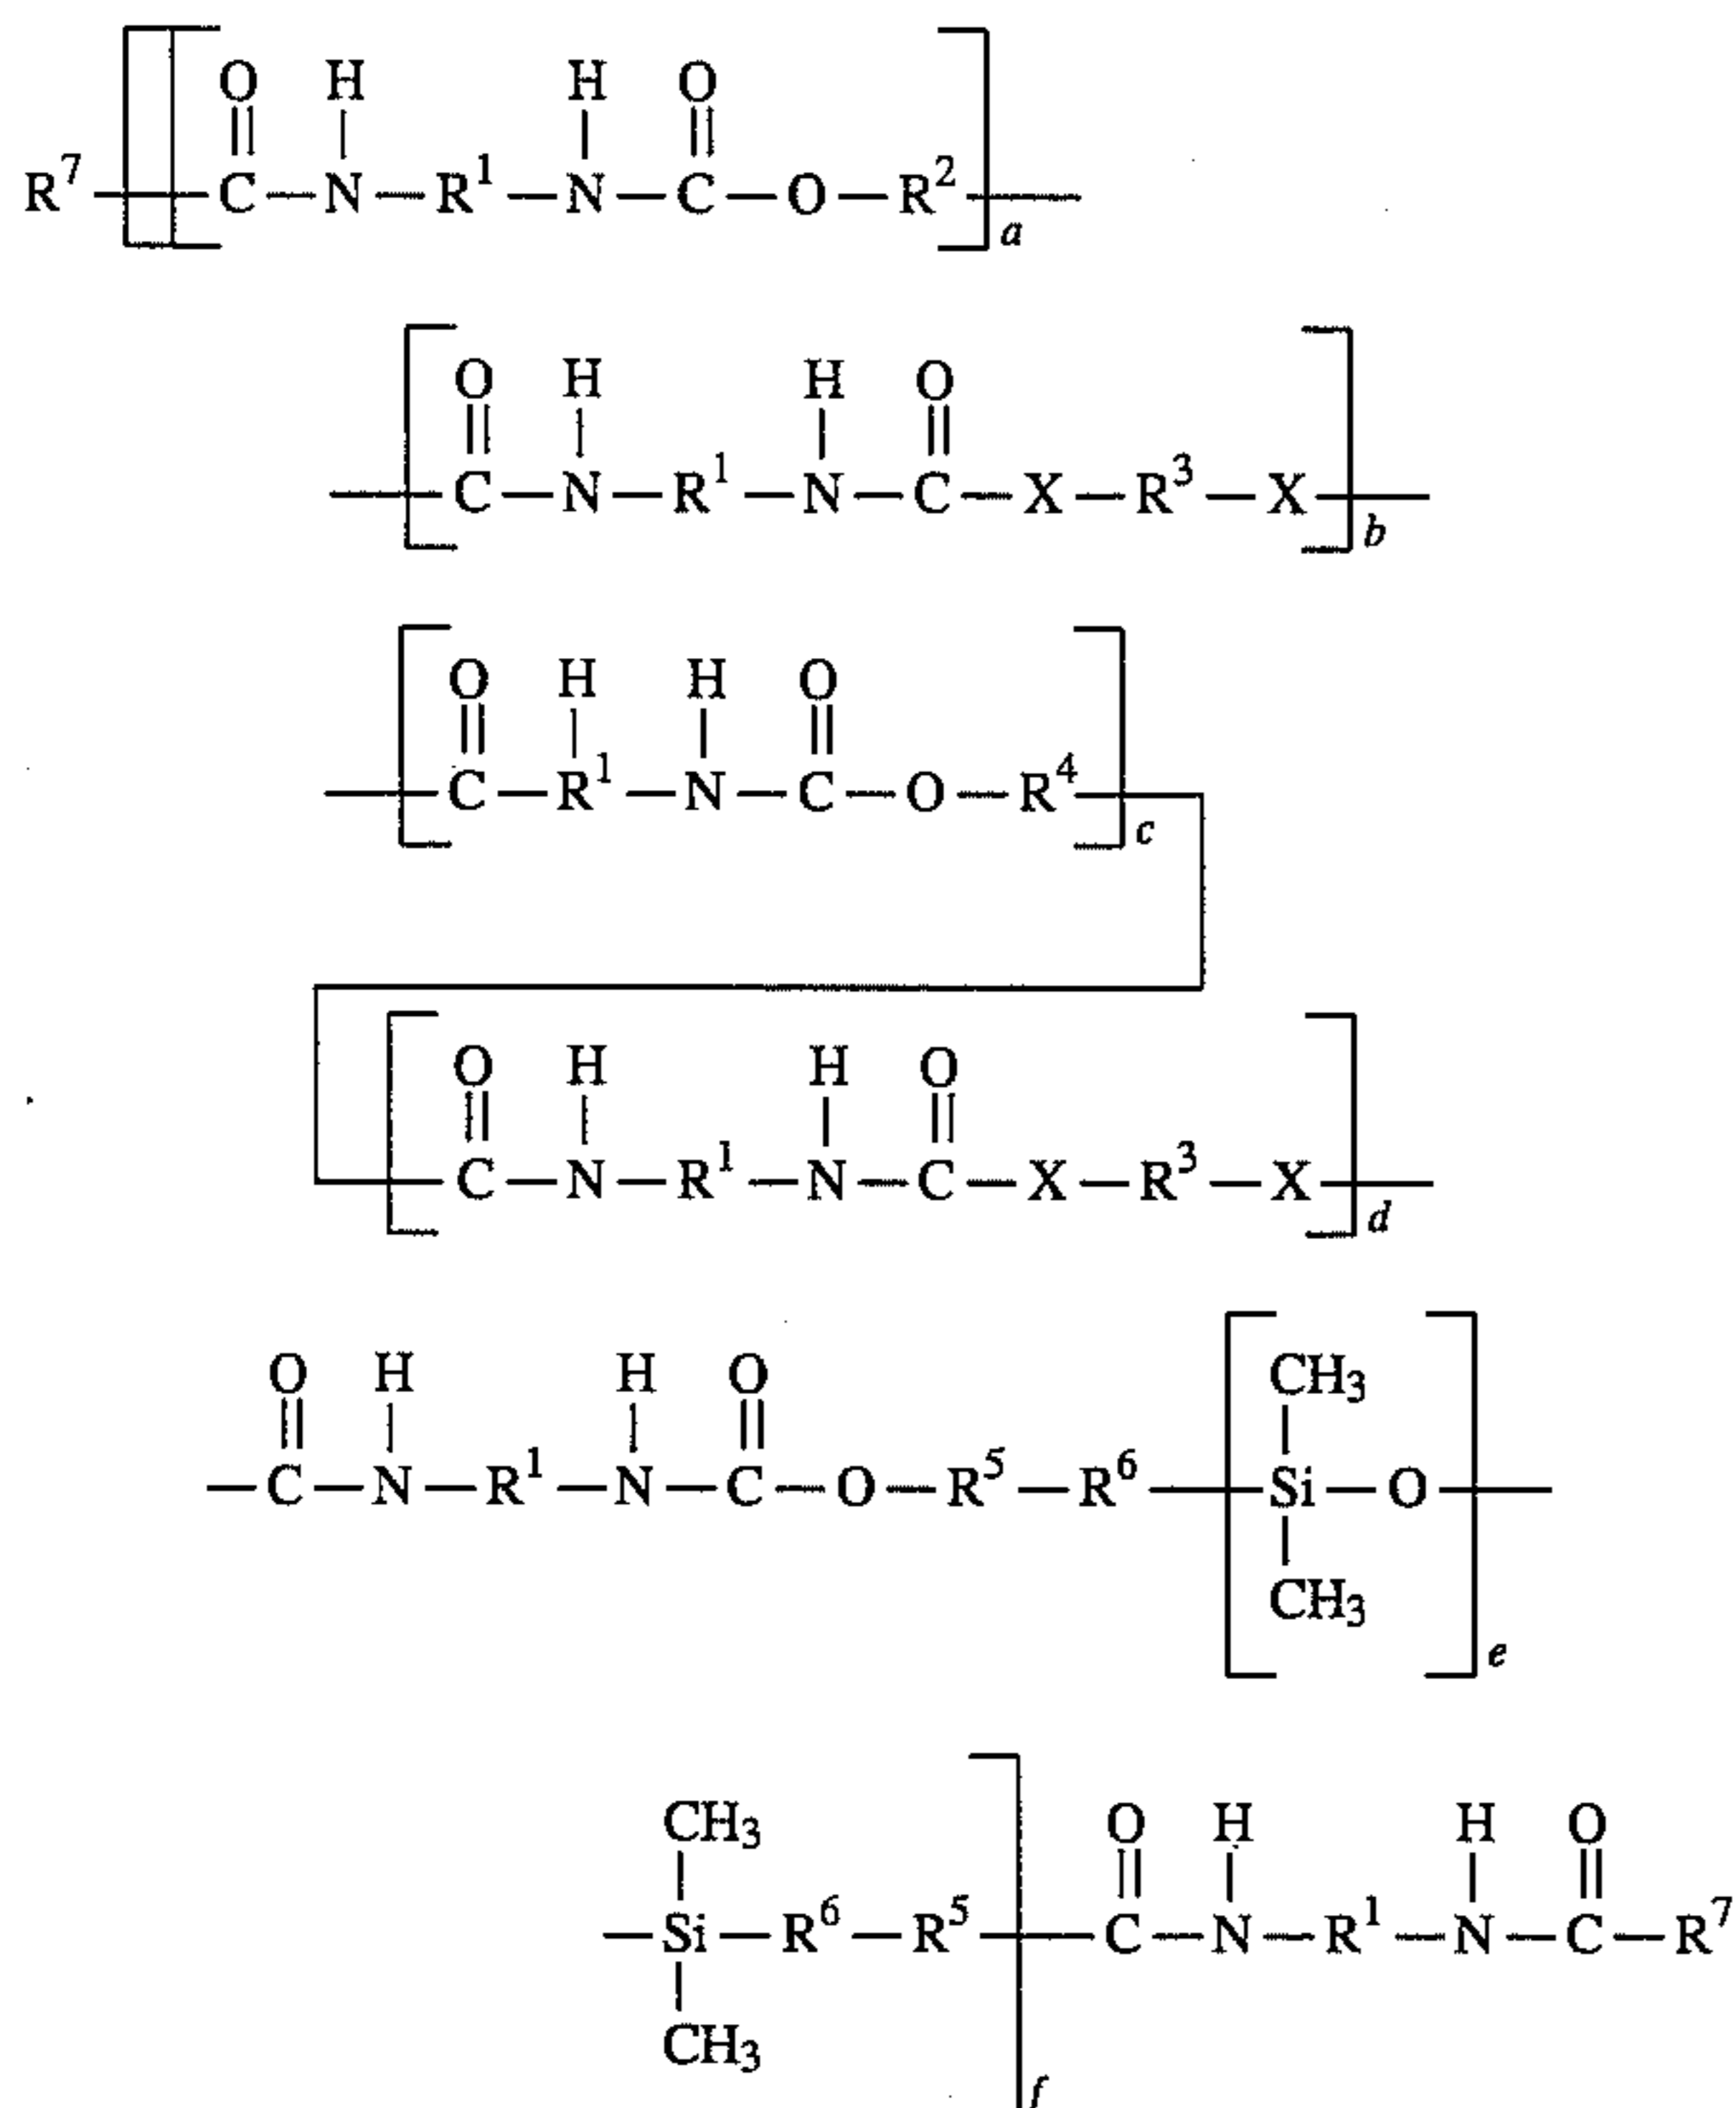 O H H O
R7 C N R1 N C O R2 a
O H H O
C N R1 N C X R3 X b
O H H O
C R1 N C O R4 c
O H H O
C N R1 N C X R3 X d
O H H O CH3
C N R1 N C O R5 R6 Si O
CH3 e
CH3 O H H O
Si R6 R5 C N R1 N C R7
CH3 f